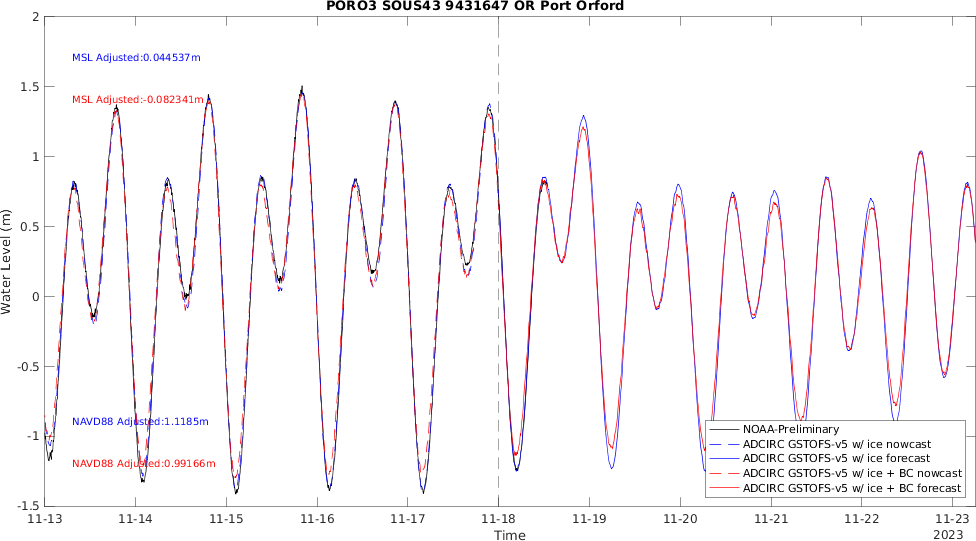 PORO3 SOUS43 9431647 OR Port Orford
Water Level (m)
2
1.5
1
0.5
0
-0.5
-1
-1.5
MSL Adjusted:0.044537m
MSL Adjusted:-0.082341m
NAVD88 Adjusted:1.1185m
NAVD88 Adjusted:0.99166m
NOAA-Preliminary
ADCIRC GSTOFS-v5 w/ ice nowcast
ADCIRC GSTOFS-v5 w/ ice forecast
ADCIRC GSTOFS-v5 w/ ice + BC nowcast
ADCIRC GSTOFS-v5 w/ ice + BC forecast
11-13 11-14 11-15 11-16 11-17 11-18 11-19 11-20 11-21 11-22 11-23
2023
Time